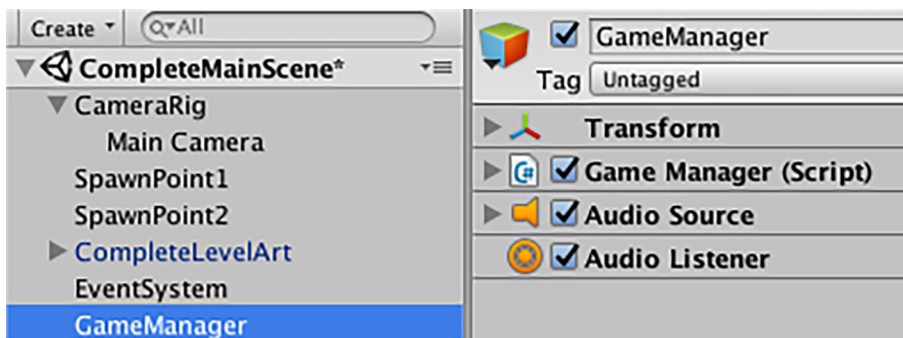 Create
All
CompleteMainScene*
CameraRig
Main Camera
SpawnPoint1
SpawnPoint2
CompleteLevelArt
EventSystem
GameManager
GameManager
Tag Untagged
Transform
C# Game Manager (Script)
Audio Source
Audio Listener